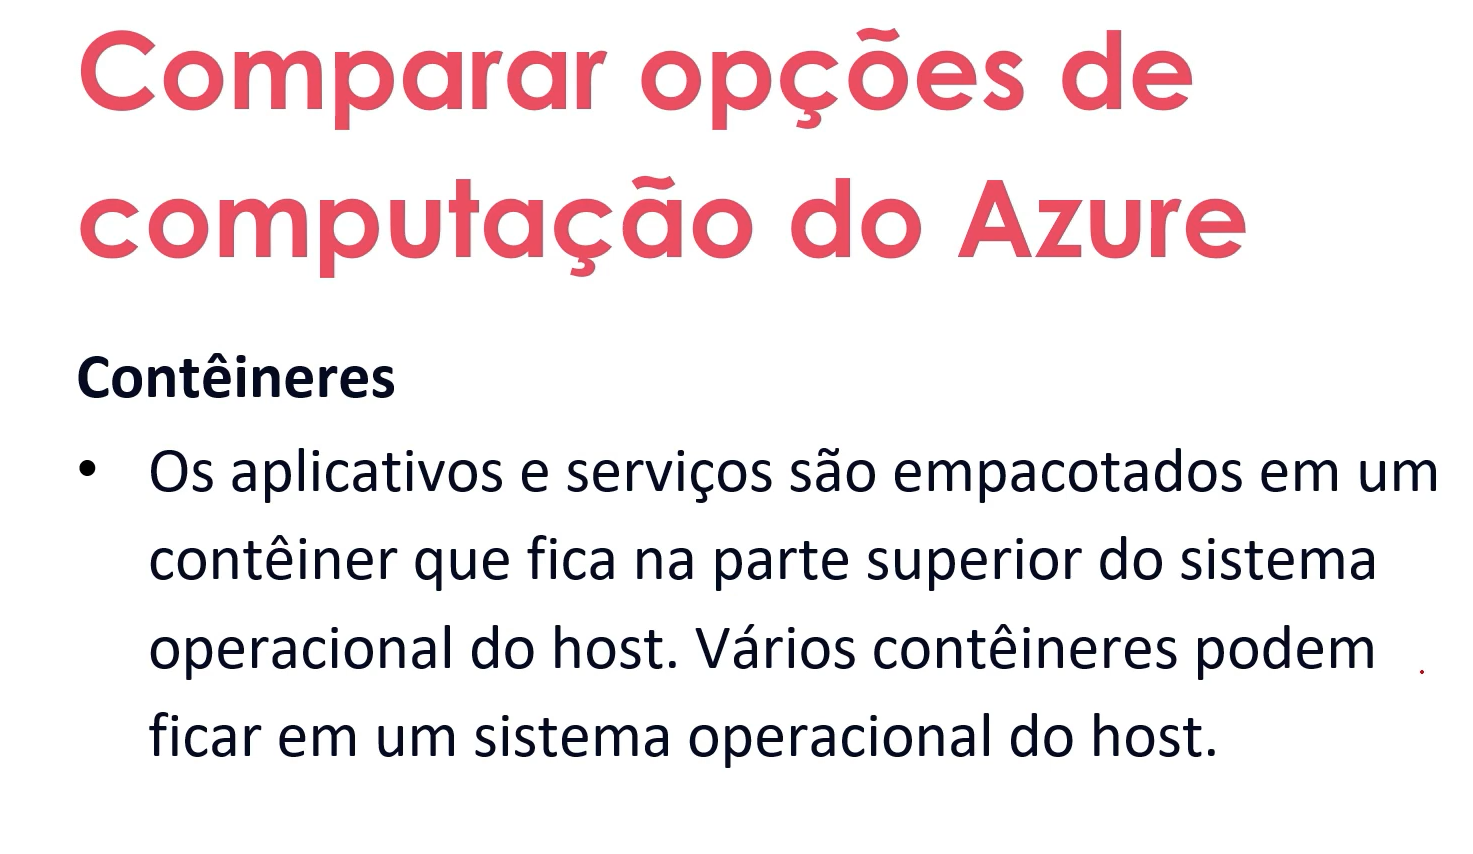 Comparar opções de
computação do Azure
Contêineres
• Os aplicativos e serviços são empacotados em um
contêiner que fica na parte superior do sistema
operacional do host. Vários contêineres podem
ficar em um sistema operacional do host.